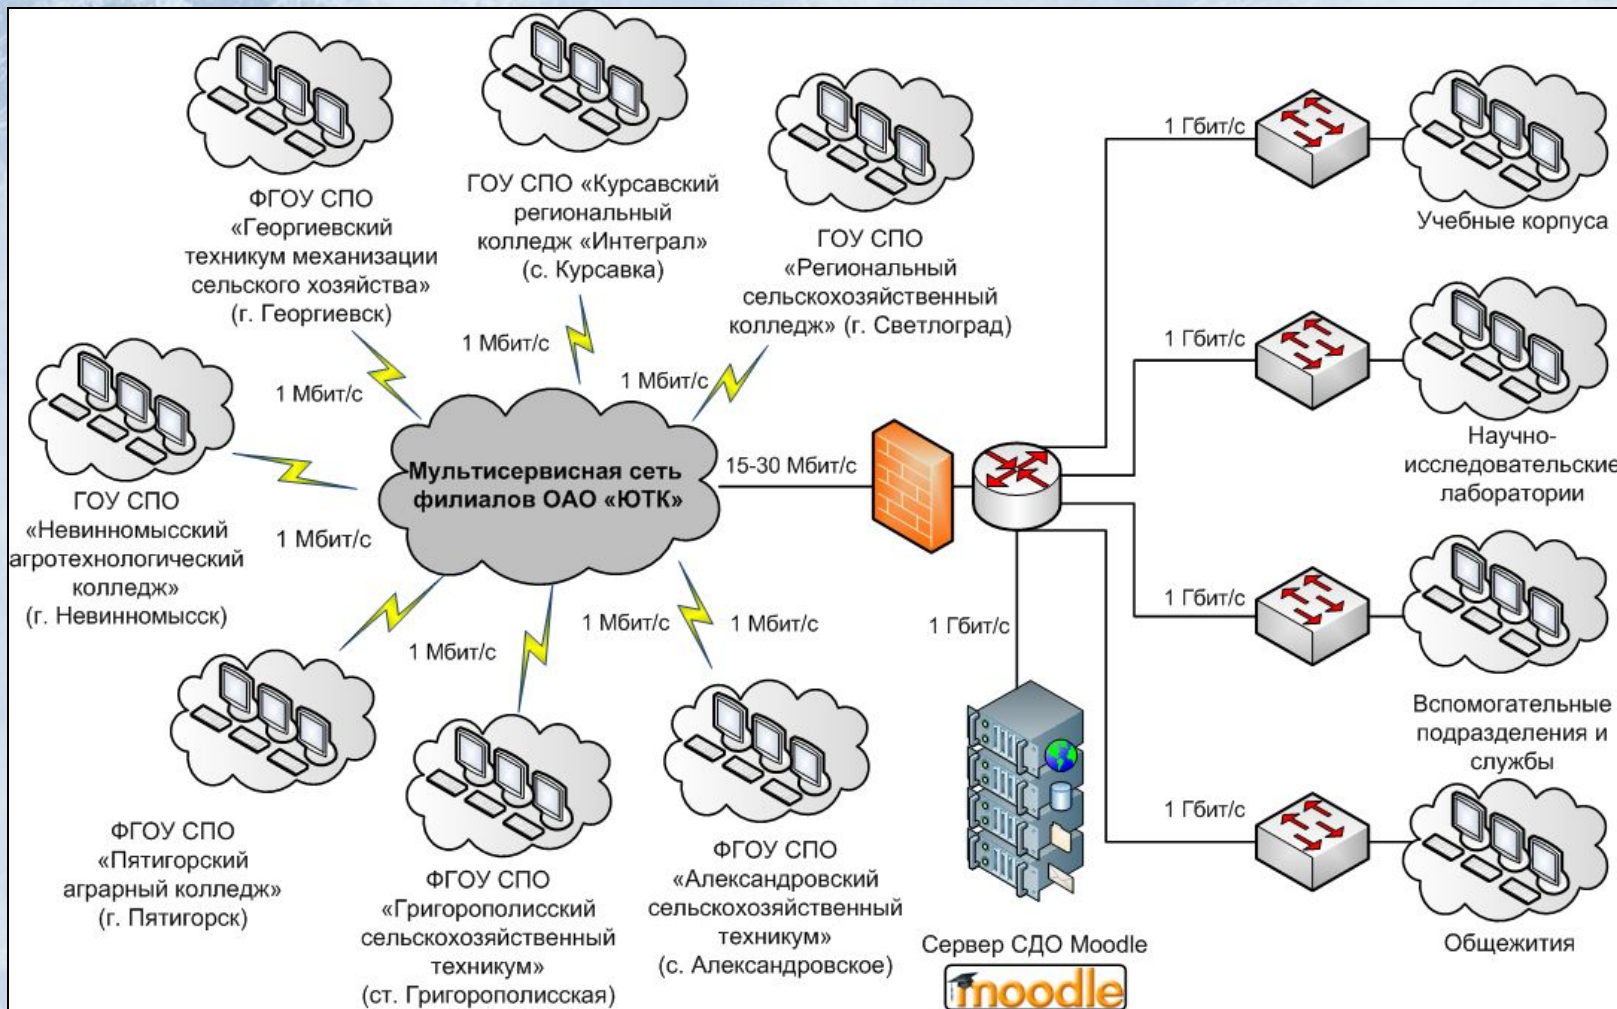 ФГОУ СПО
«Георгиевский
техникум механизации
сельского хозяйства»
(г. Георгиевск)
ГОУ СПО «Курсавский
региональный
колледж «Интеграл»
(с. Курсавка)
ГОУ СПО
«Региональный
сельскохозяйственный
колледж» (г. Светлоград)
1 Мбит/с
1 Мбит/с
1 Мбит/с
ГОУ СПО
«Невинномысский
агротехнологический
колледж»
(г. Невинномысск)
1 Мбит/с
Мультисервисная сеть
филиалов ОАО «ЮТК»
15-30 Мбит/с
1 Мбит/с
1 Мбит/с
1 Мбит/с
ФГОУ СПО
«Пятигорский
аграрный колледж»
(г. Пятигорск)
ФГОУ СПО
«Григорополисский
сельскохозяйственный
техникум»
(ст. Григорополисская)
ФГОУ СПО
«Александровский
сельскохозяйственный
техникум»
(с. Александровское)
1 Гбит/с
Сервер СДО Moodle
moodle
1 Гбит/с
Учебные корпуса
1 Гбит/с
Научно-
исследовательские
лаборатории
1 Гбит/с
Вспомогательные
подразделения и
службы
1 Гбит/с
Общежития